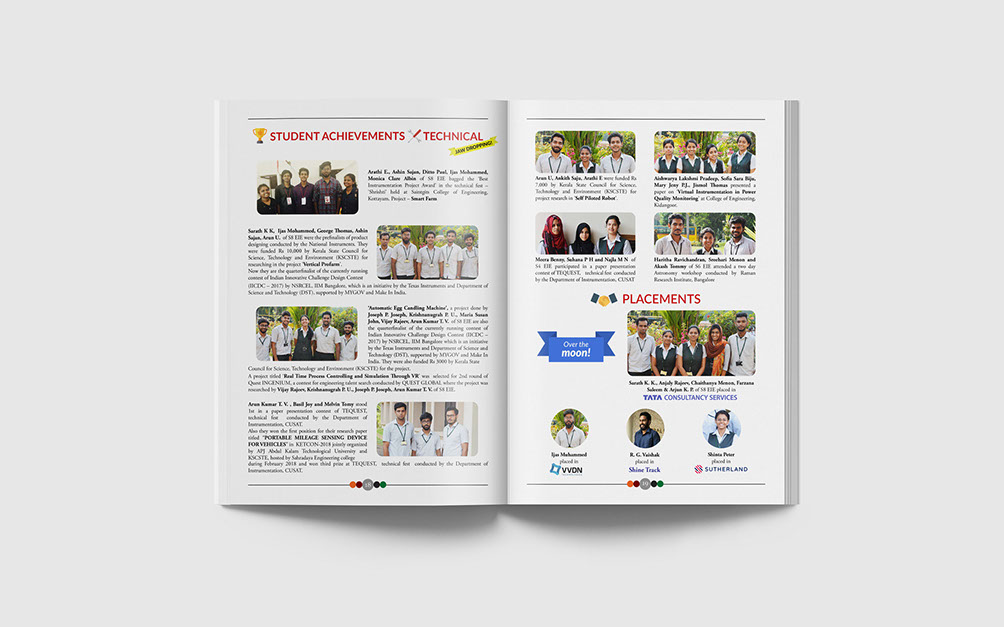 STUDENT ACHIEVEMENTS TECHNICAL
JAW DROPPING!
Arathi E., Ashin Sajan, Ditto Paul, Ijas Mohammed,
Monica Clare Albin of S8 EIE bagged the 'Best
Instrumentation Project Award' in the technical fest –
'Shrishti' held at Saintgits College of Engineering,
Kottayam. Project – Smart Farm
Sarath K K, Ijas Mohammed, George Thomas, Ashin
Sajan, Arun U. of S8 EIE were the prefinalists of product
designing conducted by the National Instruments. They
were funded Rs 10,000 by Kerala State Council for
Science, Technology and Environment (KSCSTE) for
researching in the project 'Vertical Profarm'.
Now they are the quarterfinalist of the currently running
contest of Indian Innovative Challenge Design Contest
(IICDC – 2017) by NSRCEL, IIM Bangalore, which is an initiative by the Texas Instruments and Department of
Science and Technology (DST), supported by MYGOV and Make In India.
'Automatic Egg Candling Machine', a project done by
Joseph P. Joseph, Krishnanugrah P. U., Maria Susan
John, Vijay Rajeev, Arun Kumar T. V. of S8 EIE are also
the quarterfinalist of the currently running contest of
Indian Innovative Challenge Design Contest (IICDC –
2017) by NSRCEL, IIM Bangalore which is an initiative
by the Texas Instruments and Department of Science and
Technology (DST), supported by MYGOV and Make In
India. They were also funded Rs 3000 by Kerala State
Council for Science, Technology and Environment (KSCSTE) for the project.
A project titled 'Real Time Process Controlling and Simulation Through VR' was selected for 2nd round of
Quest INGENIUM, a contest for engineering talent search conducted by QUEST GLOBAL where the project was
researched by Vijay Rajeev, Krishnanugrah P. U., Joseph P. Joseph, Arun Kumar T. V. of S8 EIE.
Arun Kumar T. V. , Basil Joy and Melvin Tomy stood
1st in a paper presentation contest of TEQUEST,
technical fest conducted by the Department of
Instrumentation, CUSAT.
Also they won the first position for their research paper
titled "PORTABLE MILEAGE SENSING DEVICE
FOR VEHICLES" in KETCON-2018 jointly organized
by APJ Abdul Kalam Technological University and
KSCSTE, hosted by Sahrdaya Engineering college
during February 2018 and won third prize at TEQUEST, technical fest conducted by the Department of
Instrumentation, CUSAT.
18
Arun U, Ankith Saju, Arathi E were funded Rs
7,000 by Kerala State Council for Science,
Technology and Environment (KSCSTE) for
project research in 'Self Piloted Robot'.
Aishwarya Lakshmi Pradeep, Sofia Sara Biju,
Mary Jeny P.J., Jismol Thomas presented a
paper on 'Virtual Instrumentation in Power
Quality Monitoring' at College of Engineering,
Kidangoor.
Meera Benny, Suhana P H and Najla M N of
S4 EIE participated in a paper presentation
contest of TEQUEST, technical fest conducted
by the Department of Instrumentation, CUSAT
Haritha Ravichandran, Sreehari Menon and
Akash Tommy of S6 EIE attended a two day
Astronomy workshop conducted by Raman
Research Institute, Bangalore
PLACEMENTS
Over the
moon!
Sarath K. K., Anjaly Rajeev, Chaithanya Menon, Farzana
Saleem & Arjun K. P. of S8 EIE placed in
TATA CONSULTANCY SERVICES
Ijas Muhammed
placed in
VVDN
R. G. Vaishak
placed in
Shine Track
Shinta Peter
placed in
SUTHERLAND
19